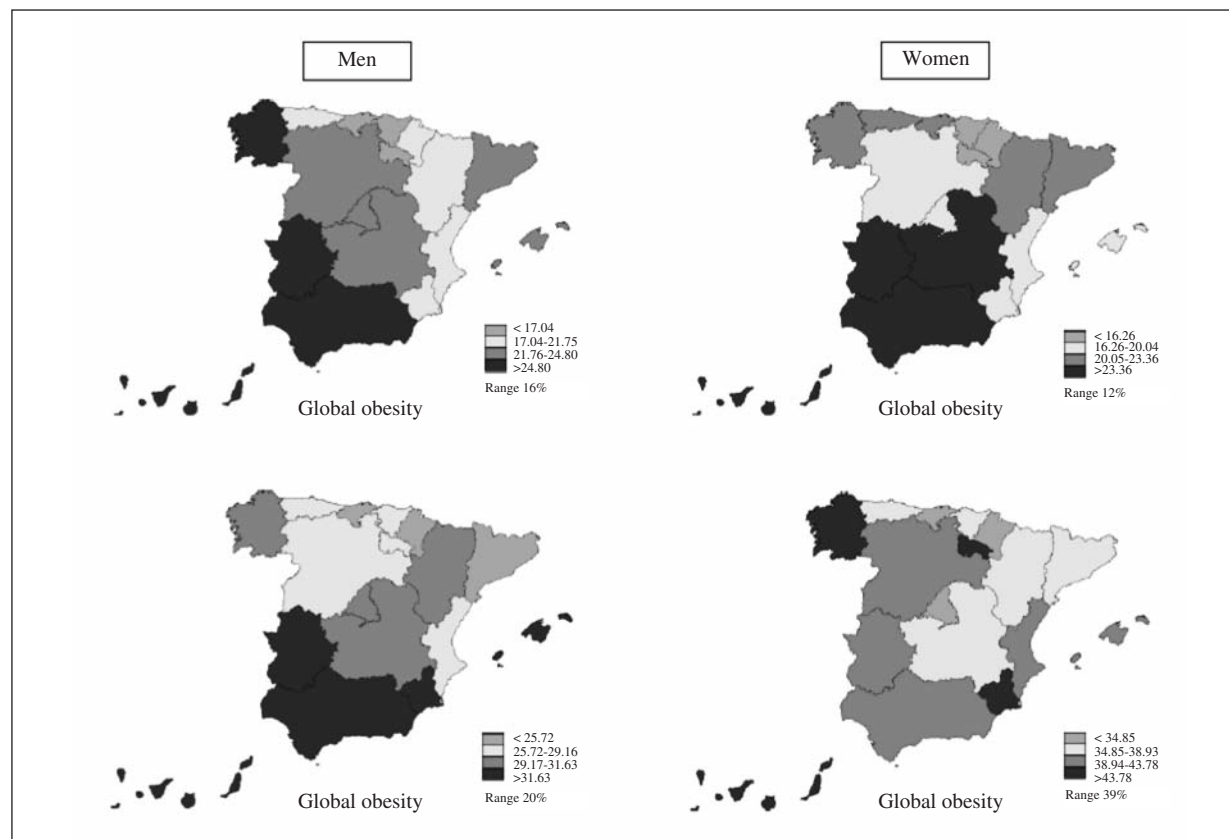 Men
< 17.04
17.04-21.75
21.76-24.80
>24.80
Range 16%
Global obesity
Women
< 16.26
16.26-20.04
20.05-23.36
>23.36
Range 12%
Global obesity
< 25.72
25.72-29.16
29.17-31.63
>31.63
Range 20%
Global obesity
< 34.85
34.85-38.93
38.94-43.78
>43.78
Range 39%
Global obesity